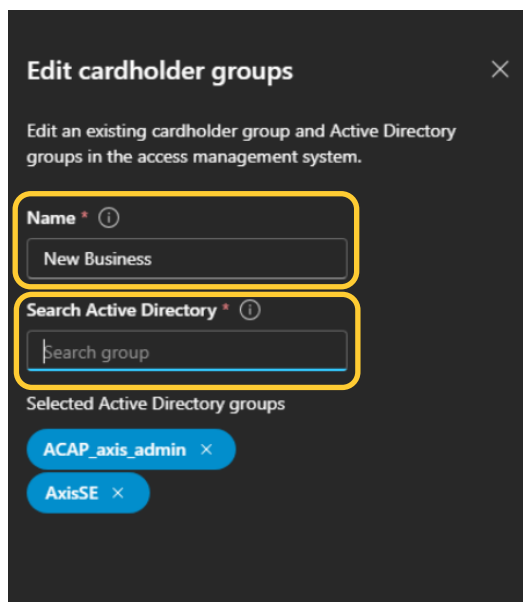 Edit cardholder groups
Edit an existing cardholder group and Active Directory
groups in the access management system.
Name *
New Business
Search Active Directory *
Search group
Selected Active Directory groups
ACAP_axis_admin ×
AxisSE ×